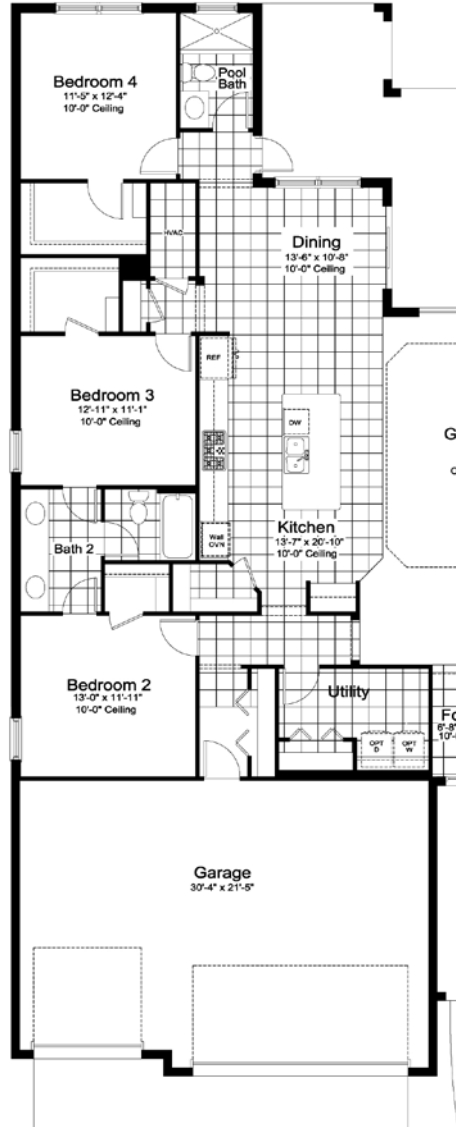 Bedroom 4
11'-5" x 12'-4"
10'-0" Ceiling
Pool
Bath
HVAC
Dining
13'-6" x 10'-8"
10'-0" Ceiling
REF
Bedroom 3
12'-11" x 11'-1"
10'-0" Ceiling
DW
G
Wall
OVN
Kitchen
13'-7" x 20'-10"
10'-0" Ceiling
Bath 2
Bedroom 2
13'-0" x 11'-11"
10'-0" Ceiling
Utility
Fo
6'-8"
OPT
D
OPT
W
Garage
30'-4" x 21'-5"